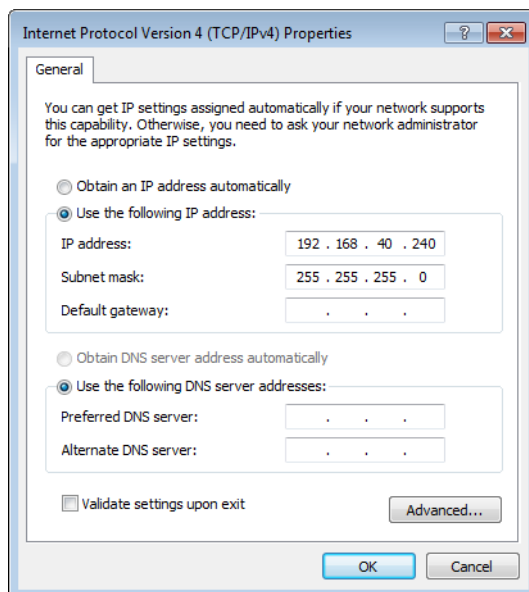 Internet Protocol Version 4 (TCP/IPv4) Properties
General
You can get IP settings assigned automatically if your network supports
this capability. Otherwise, you need to ask your network administrator
for the appropriate IP settings.
Obtain an IP address automatically
Use the following IP address:
IP address: 192 . 168 . 40 . 240
Subnet mask: 255 . 255 . 255 . 0
Default gateway: . . .
Obtain DNS server address automatically
Use the following DNS server addresses:
Preferred DNS server: . . .
Alternate DNS server: . . .
Validate settings upon exit
Advanced...
OK Cancel